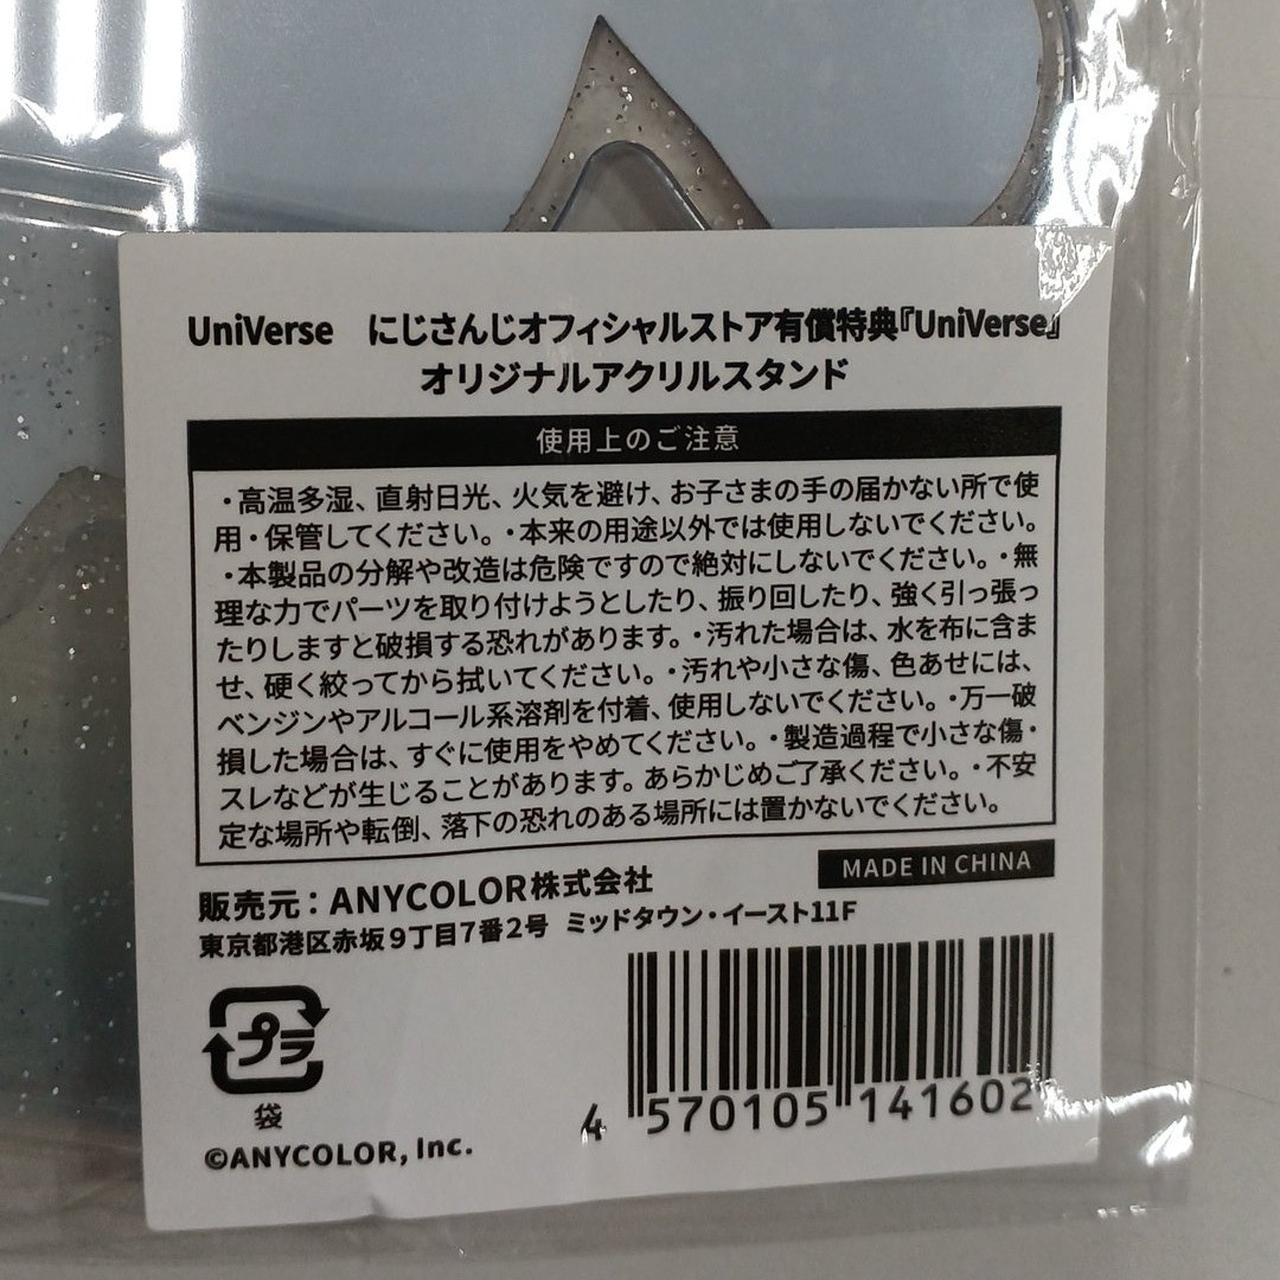 UniVerse　にじさんじオフィシャルストア有償特典『UniVerse』
オリジナルアクリルスタンド
使用上のご注意
・高温多湿、直射日光、火気を避け、お子さまの手の届かない所で使
用・保管してください。・本来の用途以外では使用しないでください。
・本製品の分解や改造は危険ですので絶対にしないでください。・無
理な力でパーツを取り付けようとしたり、振り回したり、強く引っ張っ
たりしますと破損する恐れがあります。・汚れた場合は、水を布に含ま
せ、硬く絞ってから拭いてください。・汚れや小さな傷、色あせには、
ベンジンやアルコール系溶剤を付着、使用しないでください。・万一破
損した場合は、すぐに使用をやめてください。・製造過程で小さな傷・
スレなどが生じることがあります。あらかじめご了承ください。・不安
定な場所や転倒、落下の恐れのある場所には置かないでください。
MADE IN CHINA
販売元：ANYCOLOR株式会社
東京都港区赤坂9丁目7番2号 ミッドタウン・イースト11F
プラ
袋
4 570105 141602
©ANYCOLOR, Inc.